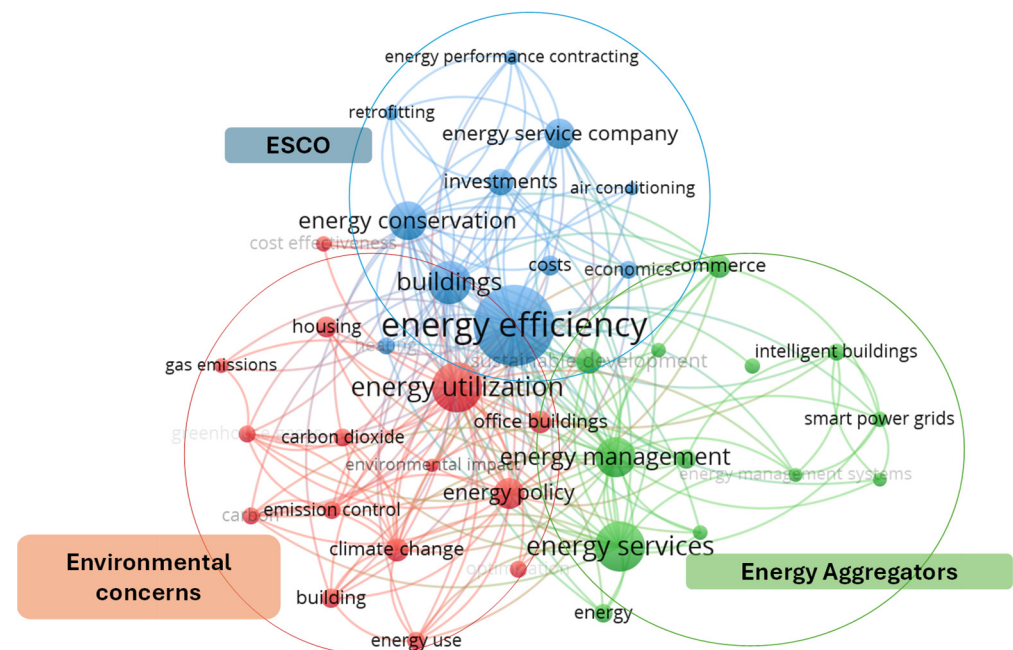 energy performance contracting
retrofitting
energy service company
ESCO
investments
air conditioning
energy conservation
cost effectiveness
costs
economics
commerce
buildings
energy efficiency
housing
heating
sustainable development
intelligent buildings
gas emissions
energy utilization
office buildings
smart power grids
carbon dioxide
energy management
environmental impact
energy management systems
energy policy
carbon
emission control
climate change
energy services
optimization
Environmental
concerns
Energy Aggregators
building
energy
energy use